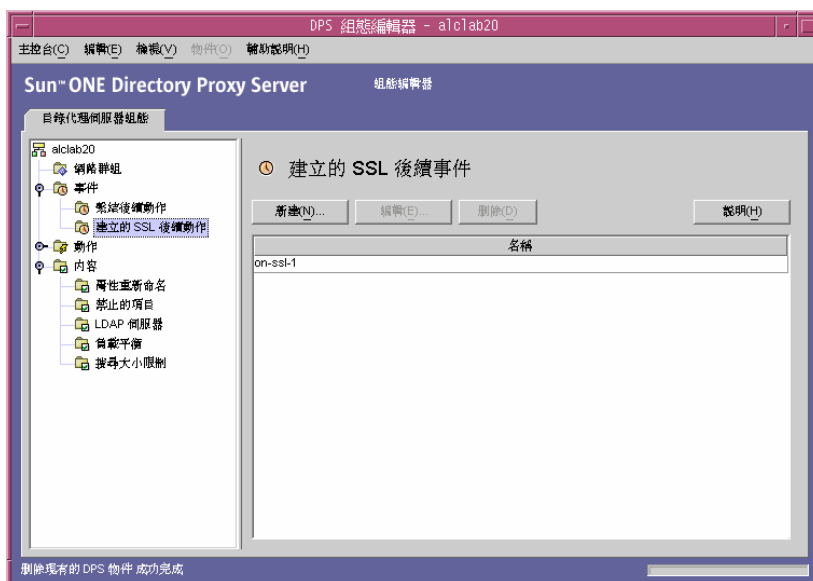 DPS 組態編輯器 - alclab20
主控台(C) 編輯(E) 檢視(V) 物件(O) 輔助說明(H)
Sun™ ONE Directory Proxy Server 組態編輯器
目錄代理伺服器組態
alclab20
網路群組
事件
繫結後續動作
建立的 SSL 後續動作
動作
內容
屬性重新命名
禁止的項目
LDAP 伺服器
負載平衡
搜尋大小限制
建立的 SSL 後續事件
新建(N)... 編輯(E)... 刪除(D) 說明(H)
名稱
on-ssl-1
刪除現有的 DPS 物件 成功完成